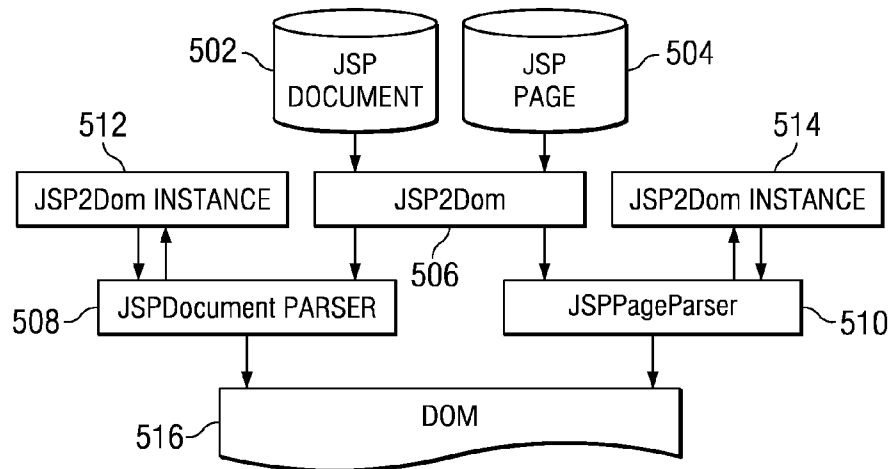 502
JSP
DOCUMENT
JSP
PAGE
504
512
514
JSP2Dom INSTANCE
JSP2Dom
JSP2Dom INSTANCE
506
508
JSPDocument PARSER
JSPPageParser
510
DOM
516